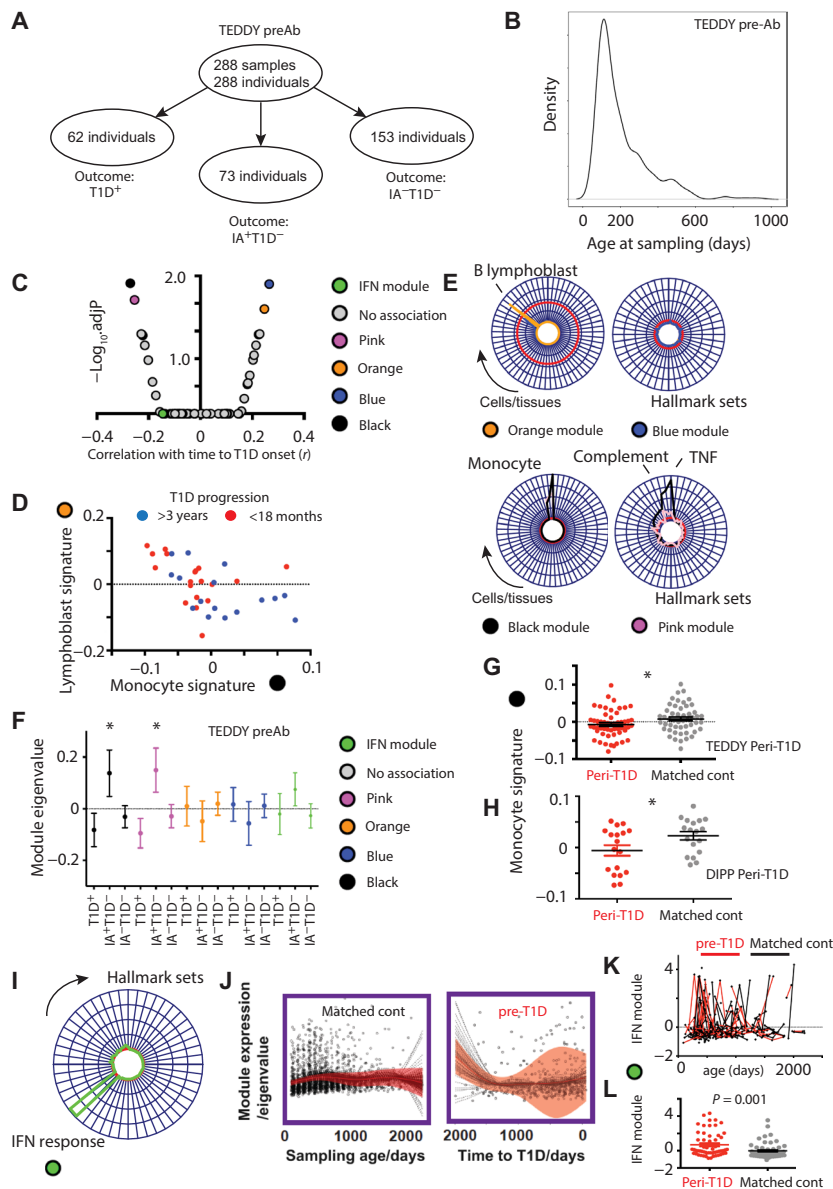 A
TEDDY preAb
288 samples
288 individuals
62 individuals
153 individuals
73 individuals
Outcome:
T1D+
Outcome:
IA−T1D−
Outcome:
IA+T1D−
B
TEDDY pre-Ab
Density
0 200 600 1000
Age at sampling (days)
C
−Log10.adjP
2.0
1.0
−0.4 −0.2 0 0.2 0.4
Correlation with time to T1D onset (r)
IFN module
No association
Pink
Orange
Blue
Black
D
T1D progression
>3 years
<18 months
Lymphoblast signature
0.2
0
−0.2
−0.1 0 0.1
Monocyte signature
E
B lymphoblast
Cells/tissues
Hallmark sets
Orange module
Blue module
Monocyte
Complement
TNF
Cells/tissues
Hallmark sets
Black module
Pink module
F
TEDDY preAb
* *
Module eigenvalue
0.2
0
−0.2
T1D+
IA+T1D−
IA−T1D−
T1D+
IA+T1D−
IA−T1D−
T1D+
IA+T1D−
IA−T1D−
T1D+
IA+T1D−
IA−T1D−
T1D+
IA+T1D−
IA−T1D−
IFN module
No association
Pink
Orange
Blue
Black
G
*
0.1
0
−0.1
TEDDY Peri-T1D
Peri-T1D
Matched cont
Monocyte signature
H
*
0.1
0
−0.1
DIPP Peri-T1D
Peri-T1D
Matched cont
I
Hallmark sets
IFN response
J
Module expression
/eigenvalue
Matched cont
0 1000 2000
Sampling age/days
pre-T1D
2000 1000 0
Time to T1D/days
K
pre-T1D
Matched cont
IFN module
4
0
−2
0 1000 2000
age (days)
L
P = 0.001
IFN module
4
2
0
−2
Peri-T1D
Matched cont